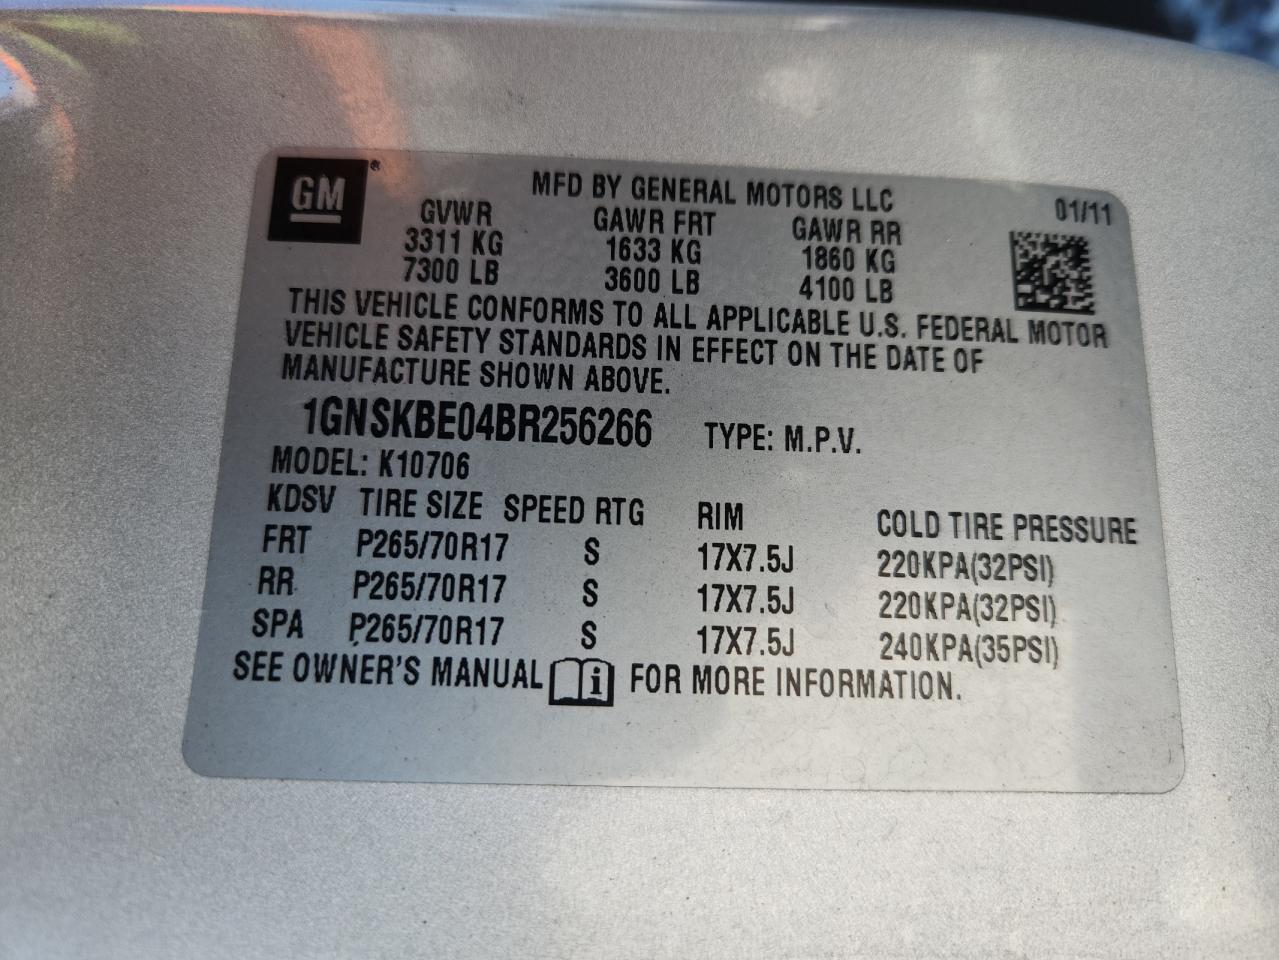 GM
MFD BY GENERAL MOTORS LLC
01/11
GVWR GAWR FRT GAWR RR
3311 KG 1633 KG 1860 KG
7300 LB 3600 LB 4100 LB
THIS VEHICLE CONFORMS TO ALL APPLICABLE U.S. FEDERAL MOTOR
VEHICLE SAFETY STANDARDS IN EFFECT ON THE DATE OF
MANUFACTURE SHOWN ABOVE.
1GNSKBE04BR256266 TYPE: M.P.V.
MODEL: K10706
KDSV TIRE SIZE SPEED RTG RIM COLD TIRE PRESSURE
FRT P265/70R17 S 17X7.5J 220KPA(32PSI)
RR P265/70R17 S 17X7.5J 220KPA(32PSI)
SPA P265/70R17 S 17X7.5J 240KPA(35PSI)
SEE OWNER'S MANUAL i FOR MORE INFORMATION.